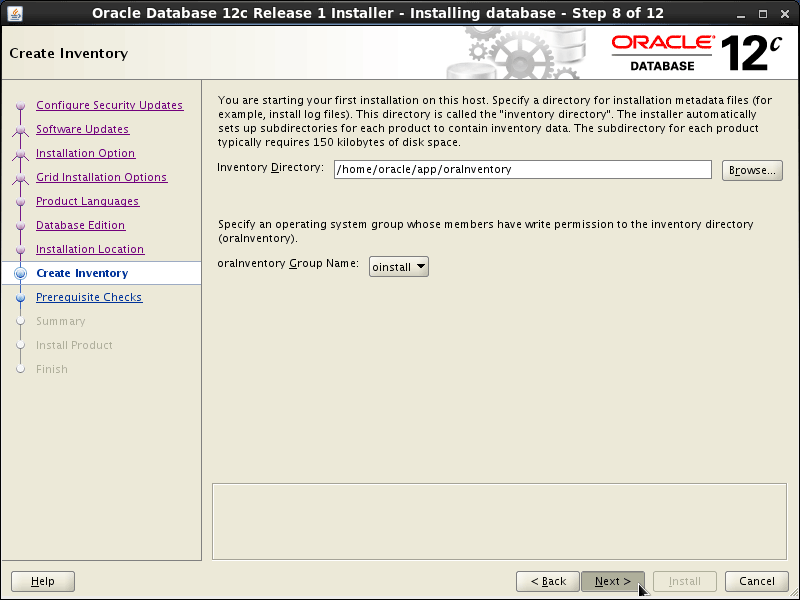 Oracle Database 12c Release 1 Installer - Installing database - Step 8 of 12
Create Inventory
ORACLE
DATABASE
12c
Configure Security Updates
Software Updates
Installation Option
Grid Installation Options
Product Languages
Database Edition
Installation Location
Create Inventory
Prerequisite Checks
Summary
Install Product
Finish
You are starting your first installation on this host. Specify a directory for installation metadata files (for
example, install log files). This directory is called the "inventory directory". The installer automatically
sets up subdirectories for each product to contain inventory data. The subdirectory for each product
typically requires 150 kilobytes of disk space.
Inventory Directory: /home/oracle/app/oraInventory Browse...
Specify an operating system group whose members have write permission to the inventory directory
(oraInventory).
oraInventory Group Name: oinstall
Help < Back Next > Install Cancel